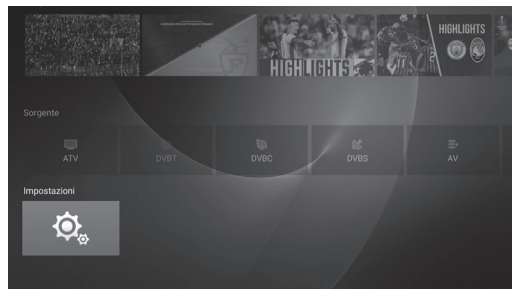 HIGHLIGHTS
HIGHLIGHTS
Sorgente
ATV
DVBT
DVBC
DVBS
AV
Impostazioni